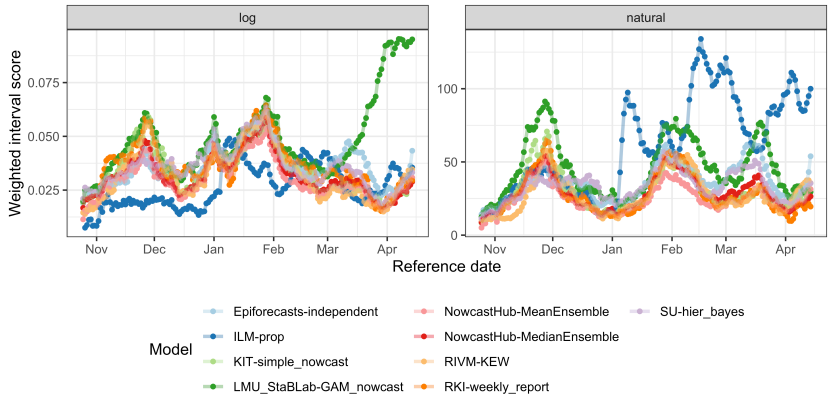 log
natural
Weighted interval score
0.075
0.050
0.025
100
50
0
Nov Dec Jan Feb Mar Apr
Nov Dec Jan Feb Mar Apr
Reference date
Model
Epiforecasts-independent
ILM-prop
KIT-simple_nowcast
LMU_StaBLab-GAM_nowcast
NowcastHub-MeanEnsemble
NowcastHub-MedianEnsemble
RIVM-KEW
RKI-weekly_report
SU-hier_bayes